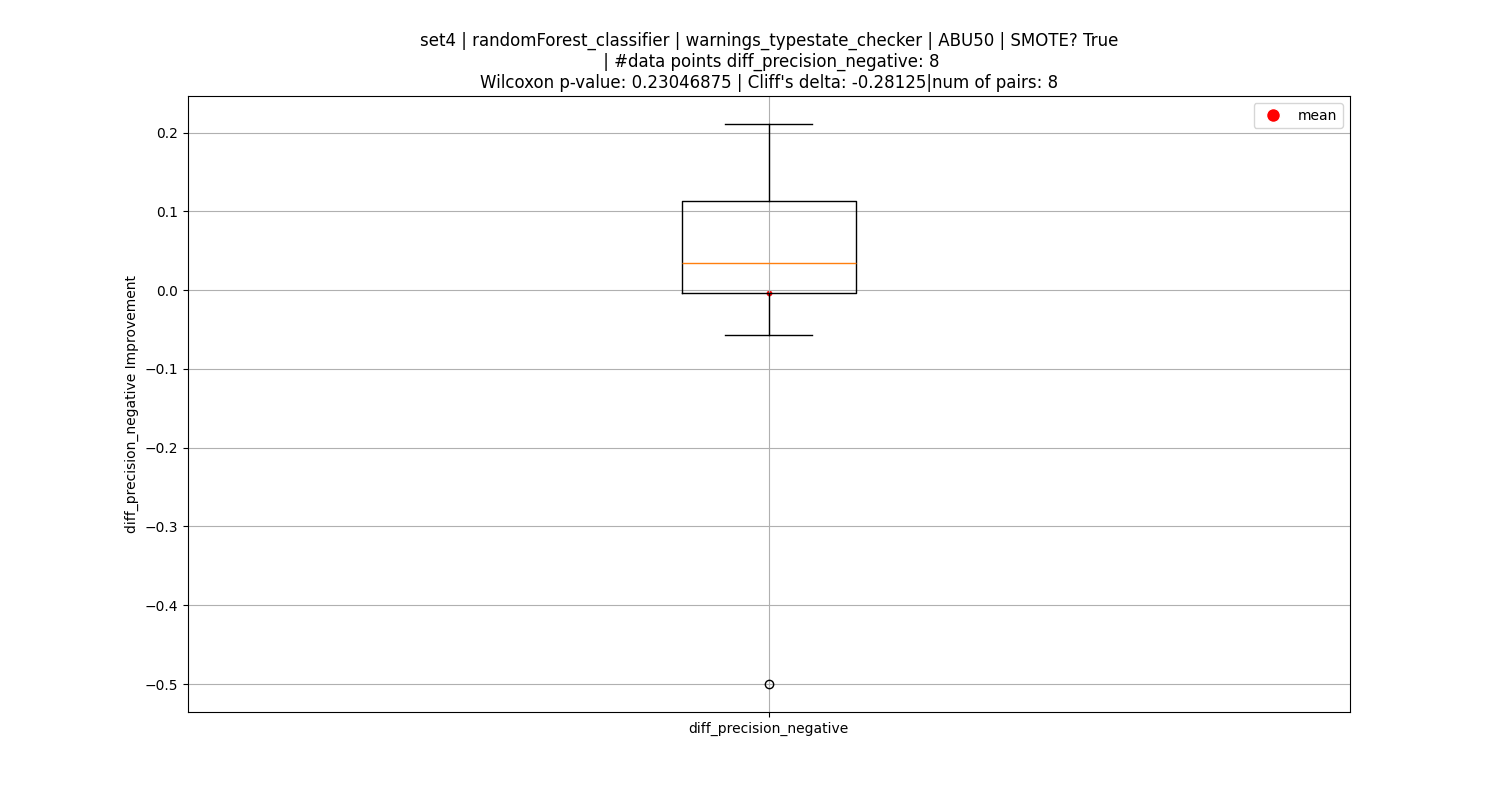 set4 | randomForest_classifier | warnings_typestate_checker | ABU50 | SMOTE? True
| #data points diff_precision_negative: 8
Wilcoxon p-value: 0.23046875 | Cliff's delta: -0.28125|num of pairs: 8
mean
0.2
0.1
0.0
−0.1
−0.2
−0.3
−0.4
−0.5
diff_precision_negative Improvement
diff_precision_negative